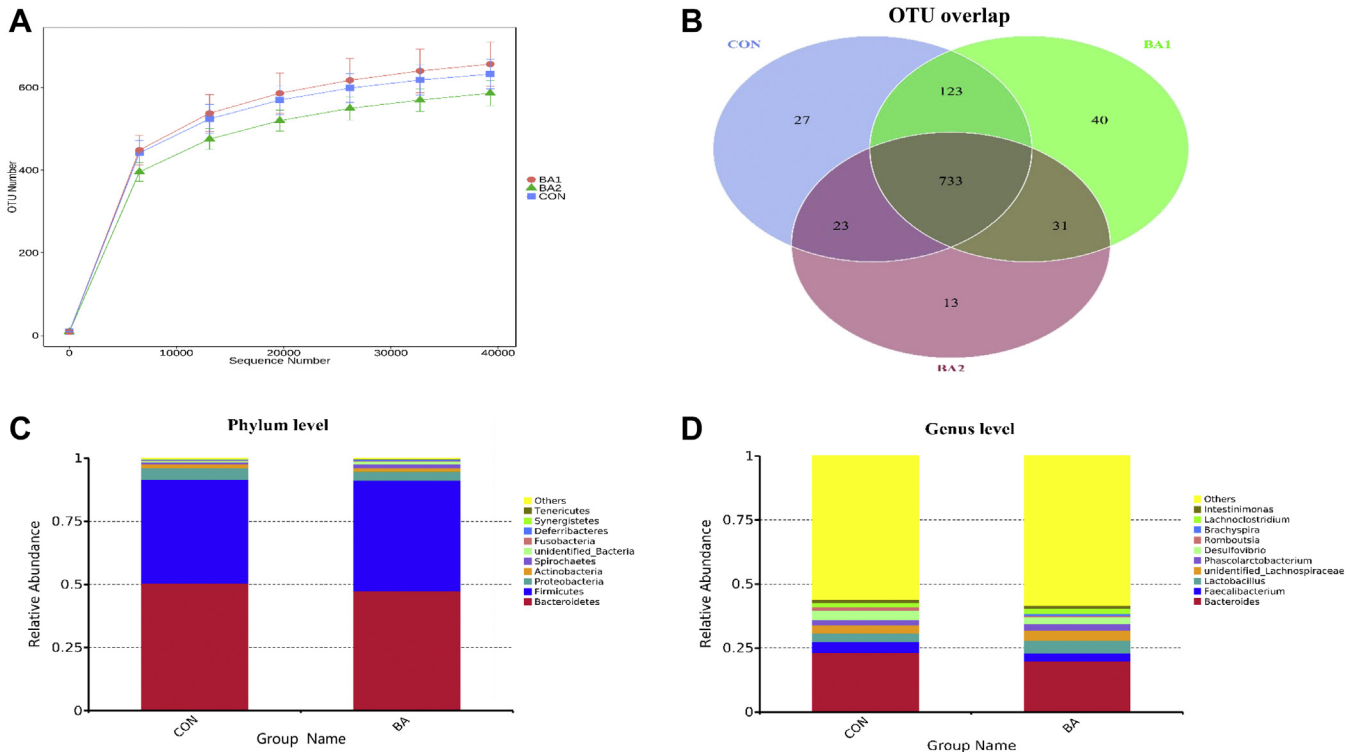 A
OTU Number
600
400
200
0
0
10000
20000
30000
40000
Sequence Number
BA1
BA2
CON
B
OTU overlap
CON
BA1
123
27
40
733
23
31
13
BA2
C
Phylum level
Relative Abundance
1
0.75
0.5
0.25
0
CON
BA
Group Name
Others
Tenericutes
Synergistetes
Deferribacteres
Fusobacteria
unidentified_Bacteria
Spirochaetes
Actinobacteria
Proteobacteria
Firmicutes
Bacteroidetes
D
Genus level
Relative Abundance
1
0.75
0.5
0.25
0
CON
BA
Group Name
Others
Intestinimonas
Lachnoclostridium
Brachyspira
Romboutsia
Desulfovibrio
Phascolarctobacterium
unidentified_Lachnospiraceae
Lactobacillus
Faecalibacterium
Bacteroides